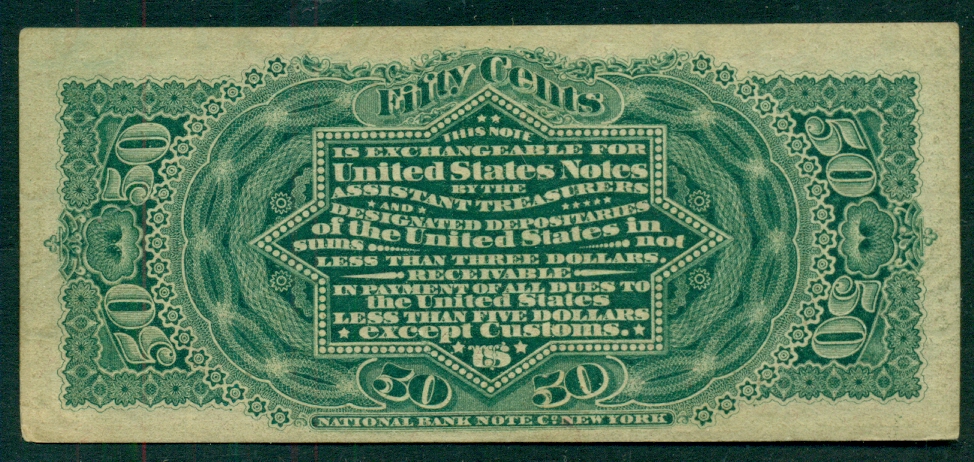 Fifty Cents
THIS NOTE
IS EXCHANGEABLE FOR
United States Notes
BY THE
ASSISTANT TREASURERS
AND
DESIGNATED DEPOSITARIES
of the United States in
sums not
LESS THAN THREE DOLLARS.
RECEIVABLE
IN PAYMENT OF ALL DUES TO
the United States
LESS THAN FIVE DOLLARS
except Customs.
US
50
50
50
50
50 50
NATIONAL BANK NOTE Co. NEW YORK